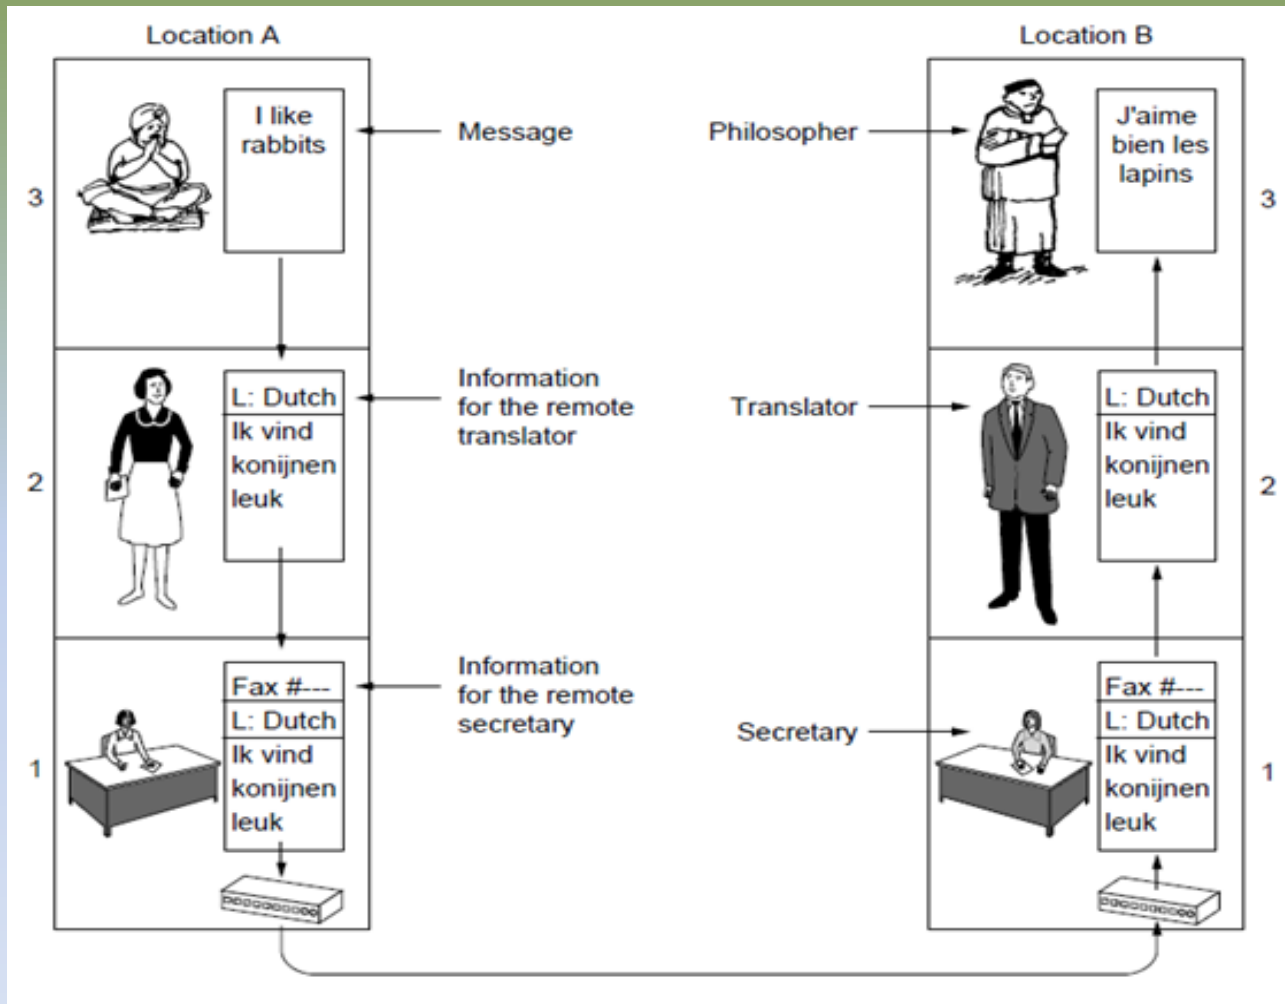 Location A
Location B
I like
rabbits
Message
Philosopher
J'aime
bien les
lapins
3
3
L: Dutch
Ik vind
konijnen
leuk
Information
for the remote
translator
Translator
L: Dutch
Ik vind
konijnen
leuk
2
2
Fax #---
L: Dutch
Ik vind
konijnen
leuk
Information
for the remote
secretary
Secretary
Fax #---
L: Dutch
Ik vind
konijnen
leuk
1
1